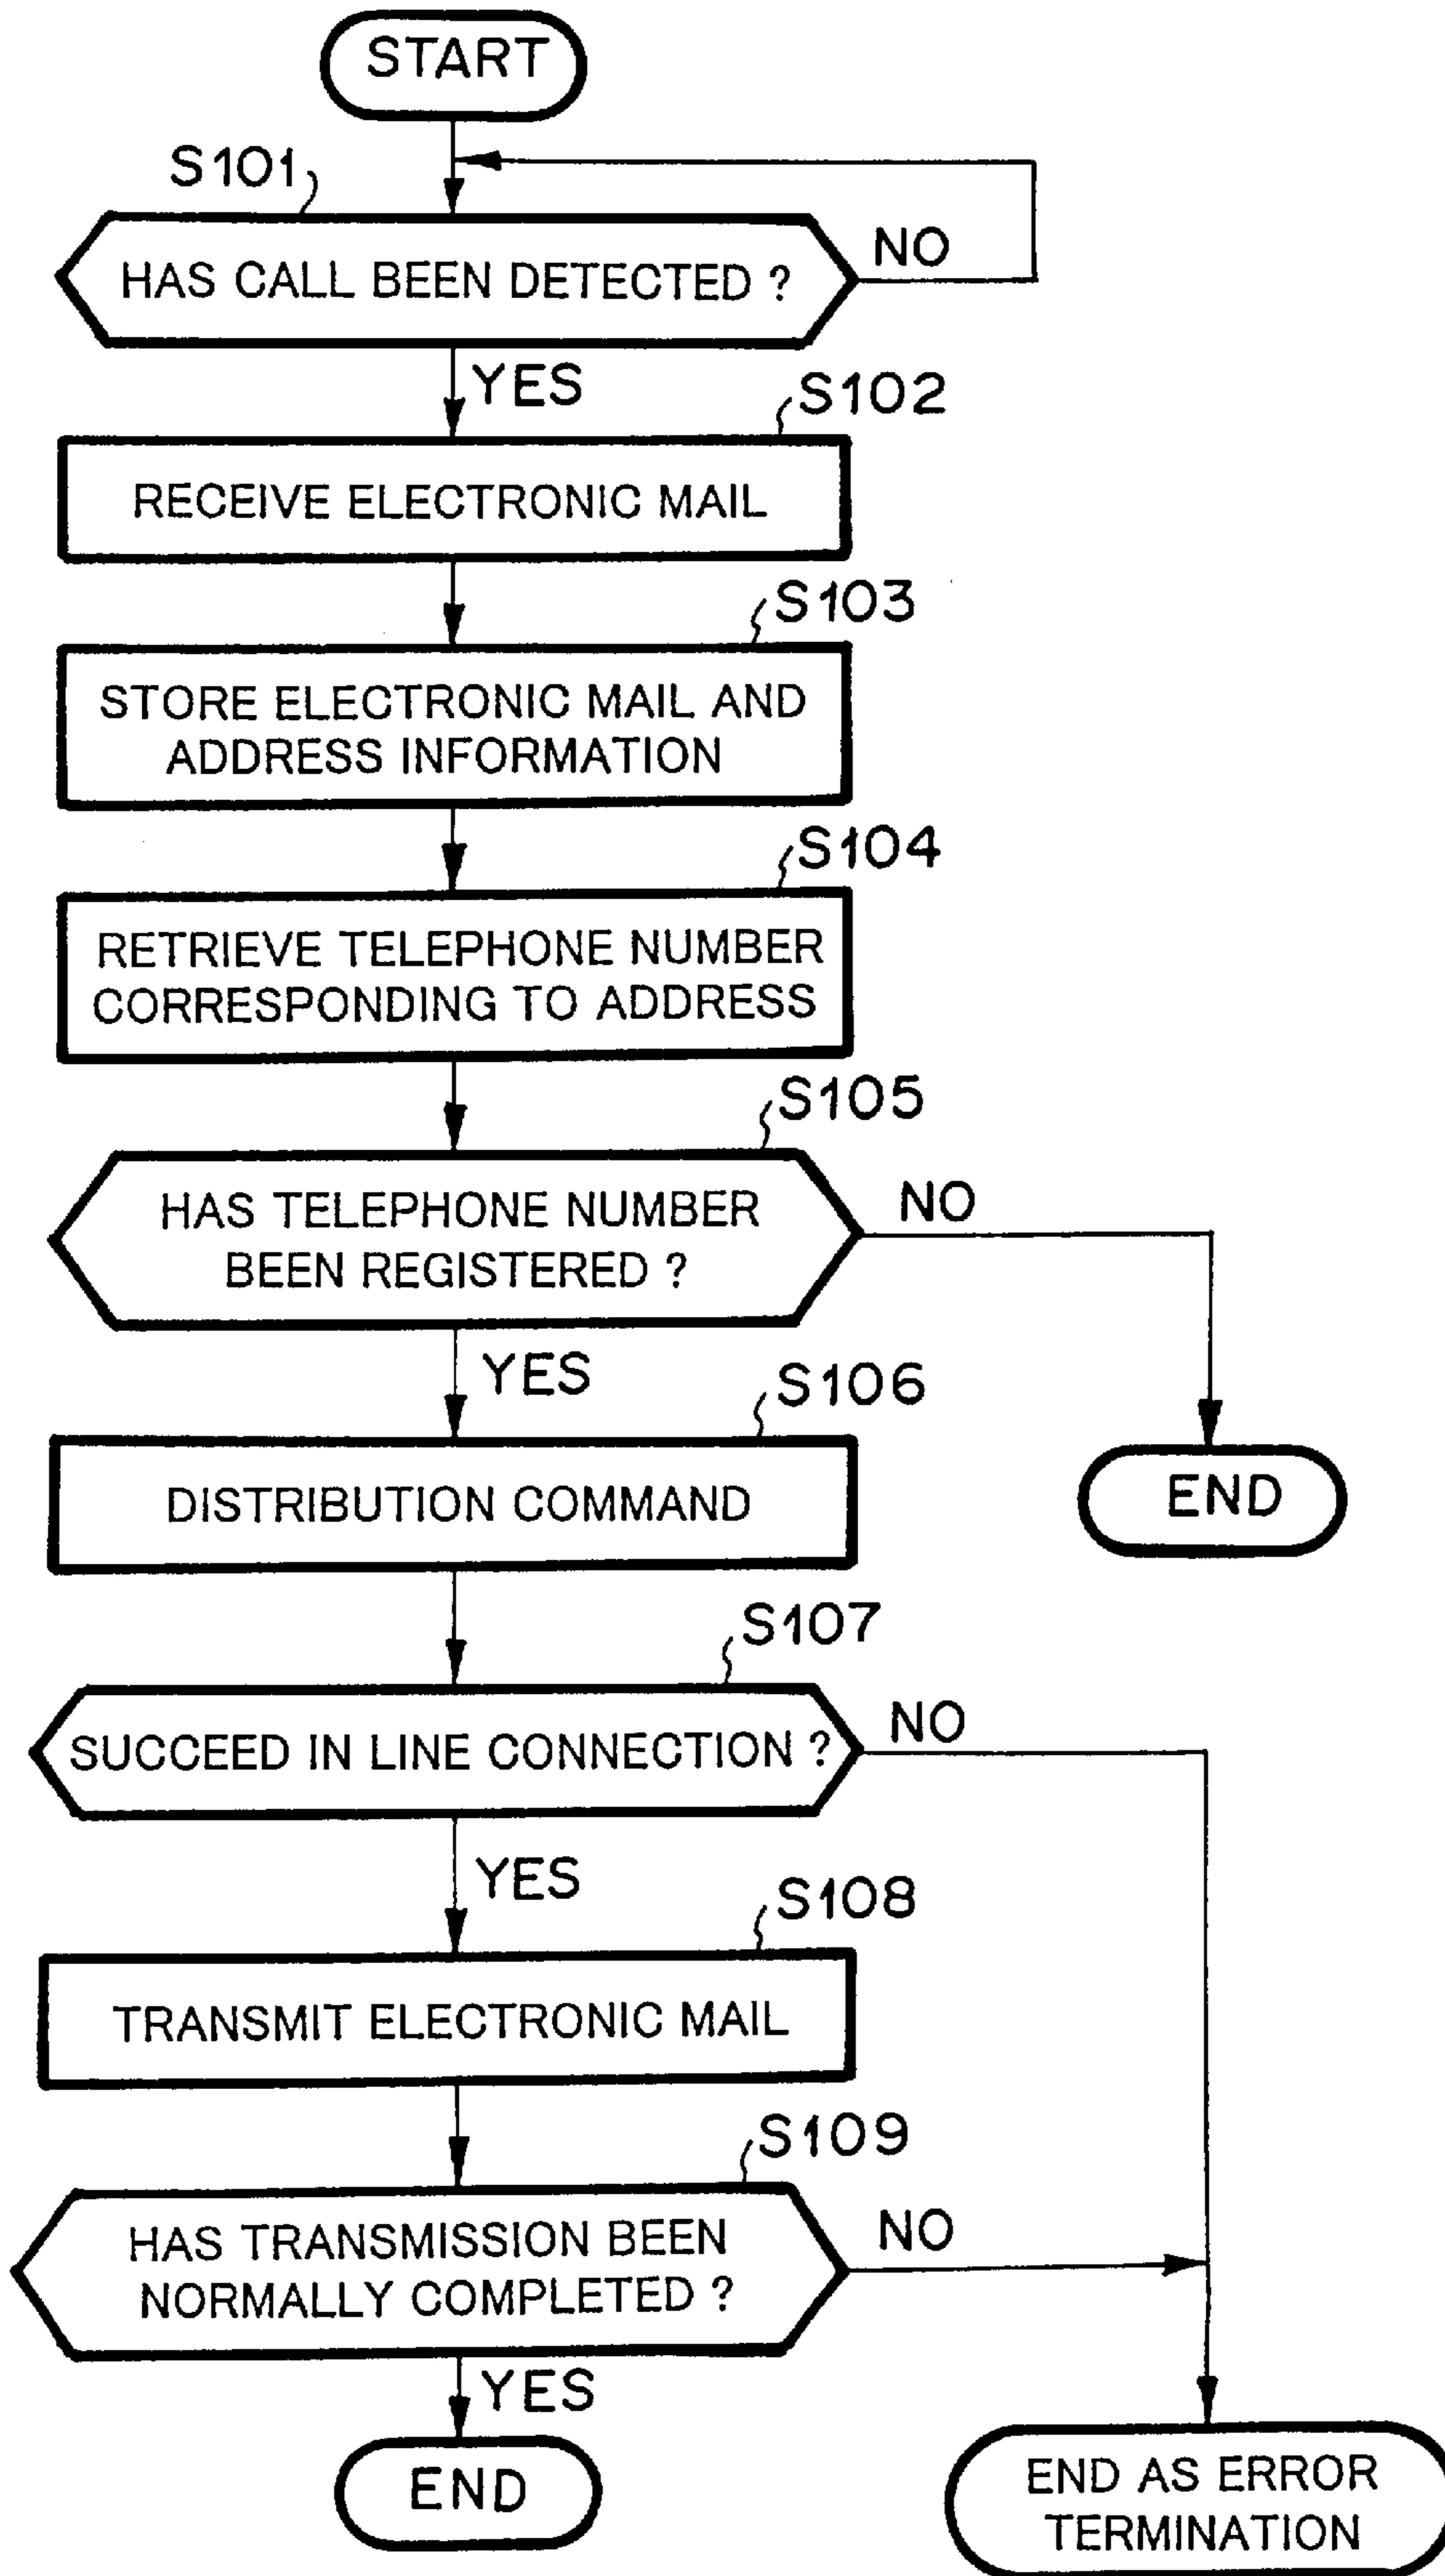 START
S101
HAS CALL BEEN DETECTED ?
NO
YES
S102
RECEIVE ELECTRONIC MAIL
S103
STORE ELECTRONIC MAIL AND
ADDRESS INFORMATION
S104
RETRIEVE TELEPHONE NUMBER
CORRESPONDING TO ADDRESS
S105
HAS TELEPHONE NUMBER
BEEN REGISTERED ?
NO
YES
S106
DISTRIBUTION COMMAND
END
S107
SUCCEED IN LINE CONNECTION ?
NO
YES
S108
TRANSMIT ELECTRONIC MAIL
S109
HAS TRANSMISSION BEEN
NORMALLY COMPLETED ?
NO
YES
END
END AS ERROR
TERMINATION